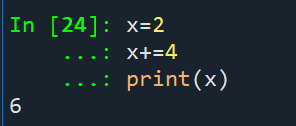 In [24]: x=2
...: x+=4
...: print(x)
6